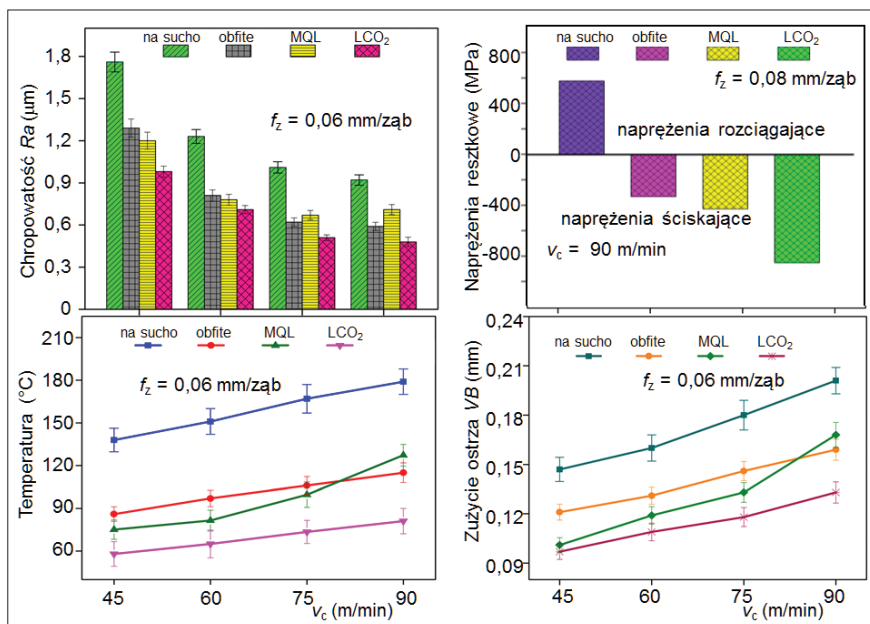 na sucho obfite MQL LCO₂
1,8
1,2
0,9
0,6
0,3
0
Chropowatość Ra (µm)
fz = 0,06 mm/ząb
na sucho obfite MQL LCO₂
800
400
0
-400
-800
Naprężenia resztkowe (MPa)
fz = 0,08 mm/ząb
naprężenia rozciągające
naprężenia ściskające
vc = 90 m/min
na sucho obfite MQL LCO₂
210
180
150
120
90
60
Temperatura (°C)
fz = 0,06 mm/ząb
45 60 75 90
vc (m/min)
na sucho obfite MQL LCO₂
0,24
0,21
0,18
0,15
0,12
0,09
Zużycie ostrza VB (mm)
fz = 0,06 mm/ząb
45 60 75 90
vc (m/min)